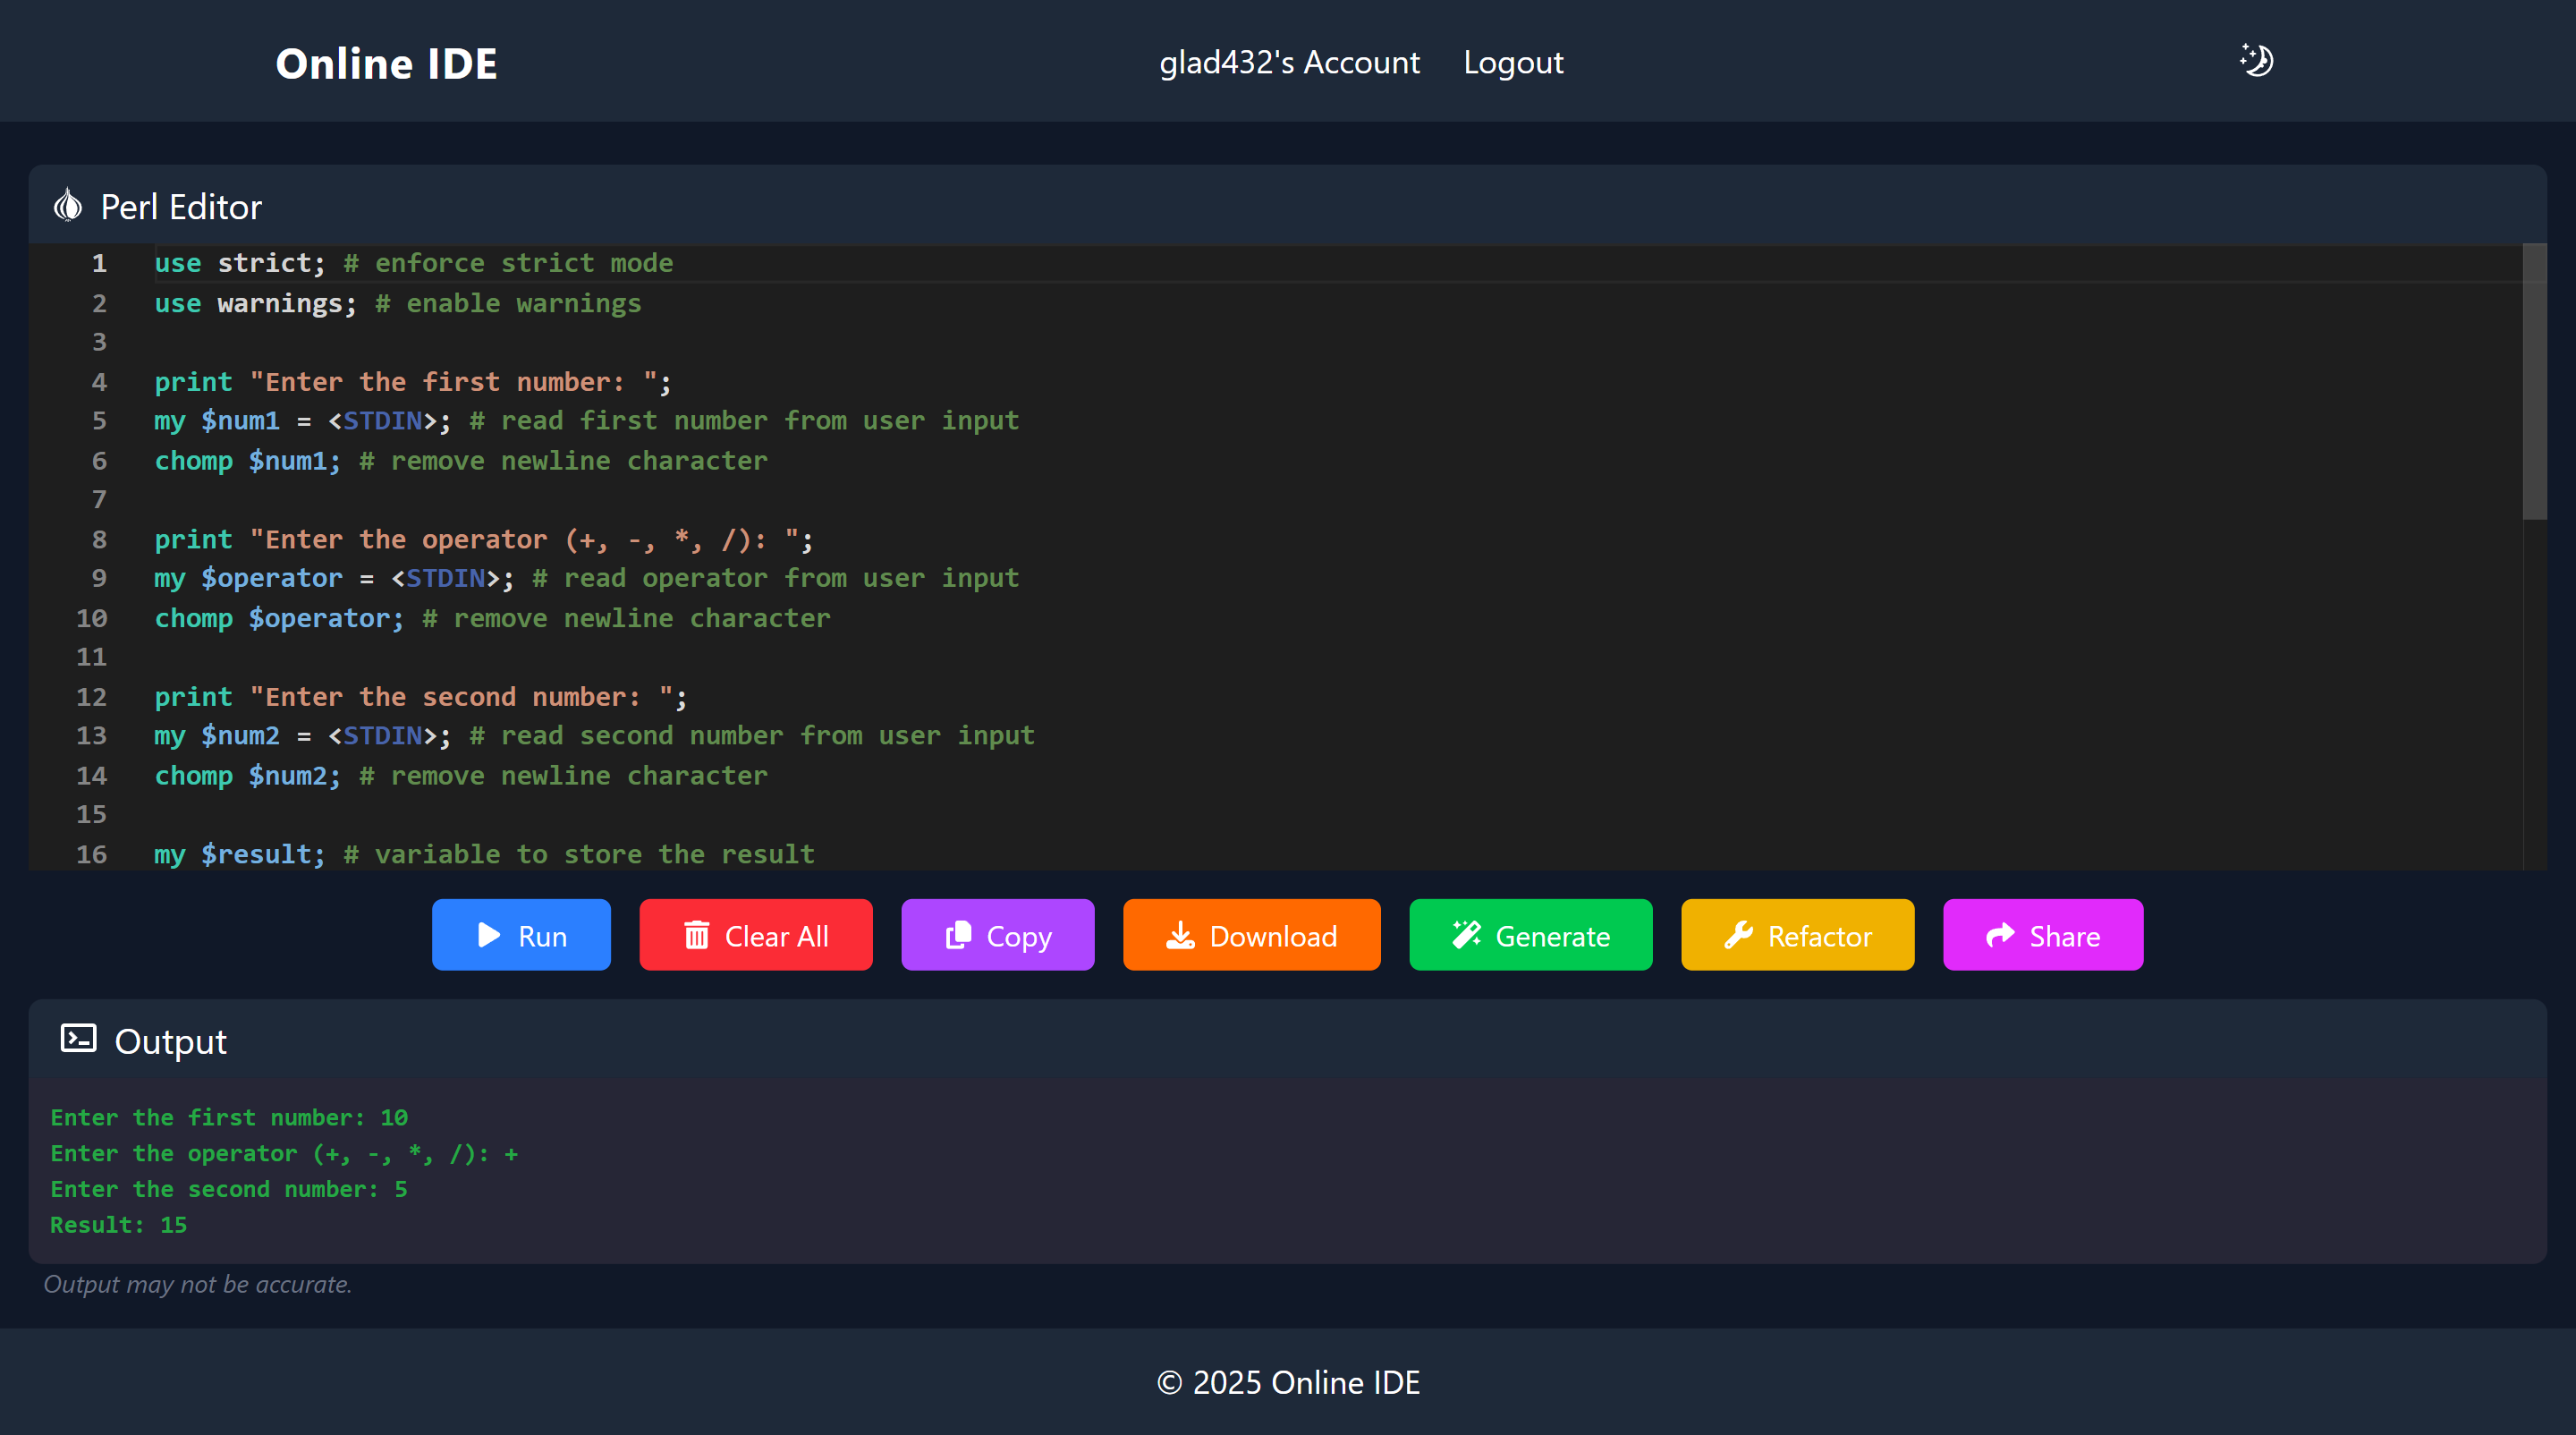 Online IDE
glad432's Account
Logout
Perl Editor
1 use strict; # enforce strict mode
2 use warnings; # enable warnings
3
4 print "Enter the first number: ";
5 my $num1 = <STDIN>; # read first number from user input
6 chomp $num1; # remove newline character
7
8 print "Enter the operator (+, -, *, /): ";
9 my $operator = <STDIN>; # read operator from user input
10 chomp $operator; # remove newline character
11
12 print "Enter the second number: ";
13 my $num2 = <STDIN>; # read second number from user input
14 chomp $num2; # remove newline character
15
16 my $result; # variable to store the result
Run
Clear All
Copy
Download
Generate
Refactor
Share
Output
Enter the first number: 10
Enter the operator (+, -, *, /): +
Enter the second number: 5
Result: 15
Output may not be accurate.
© 2025 Online IDE